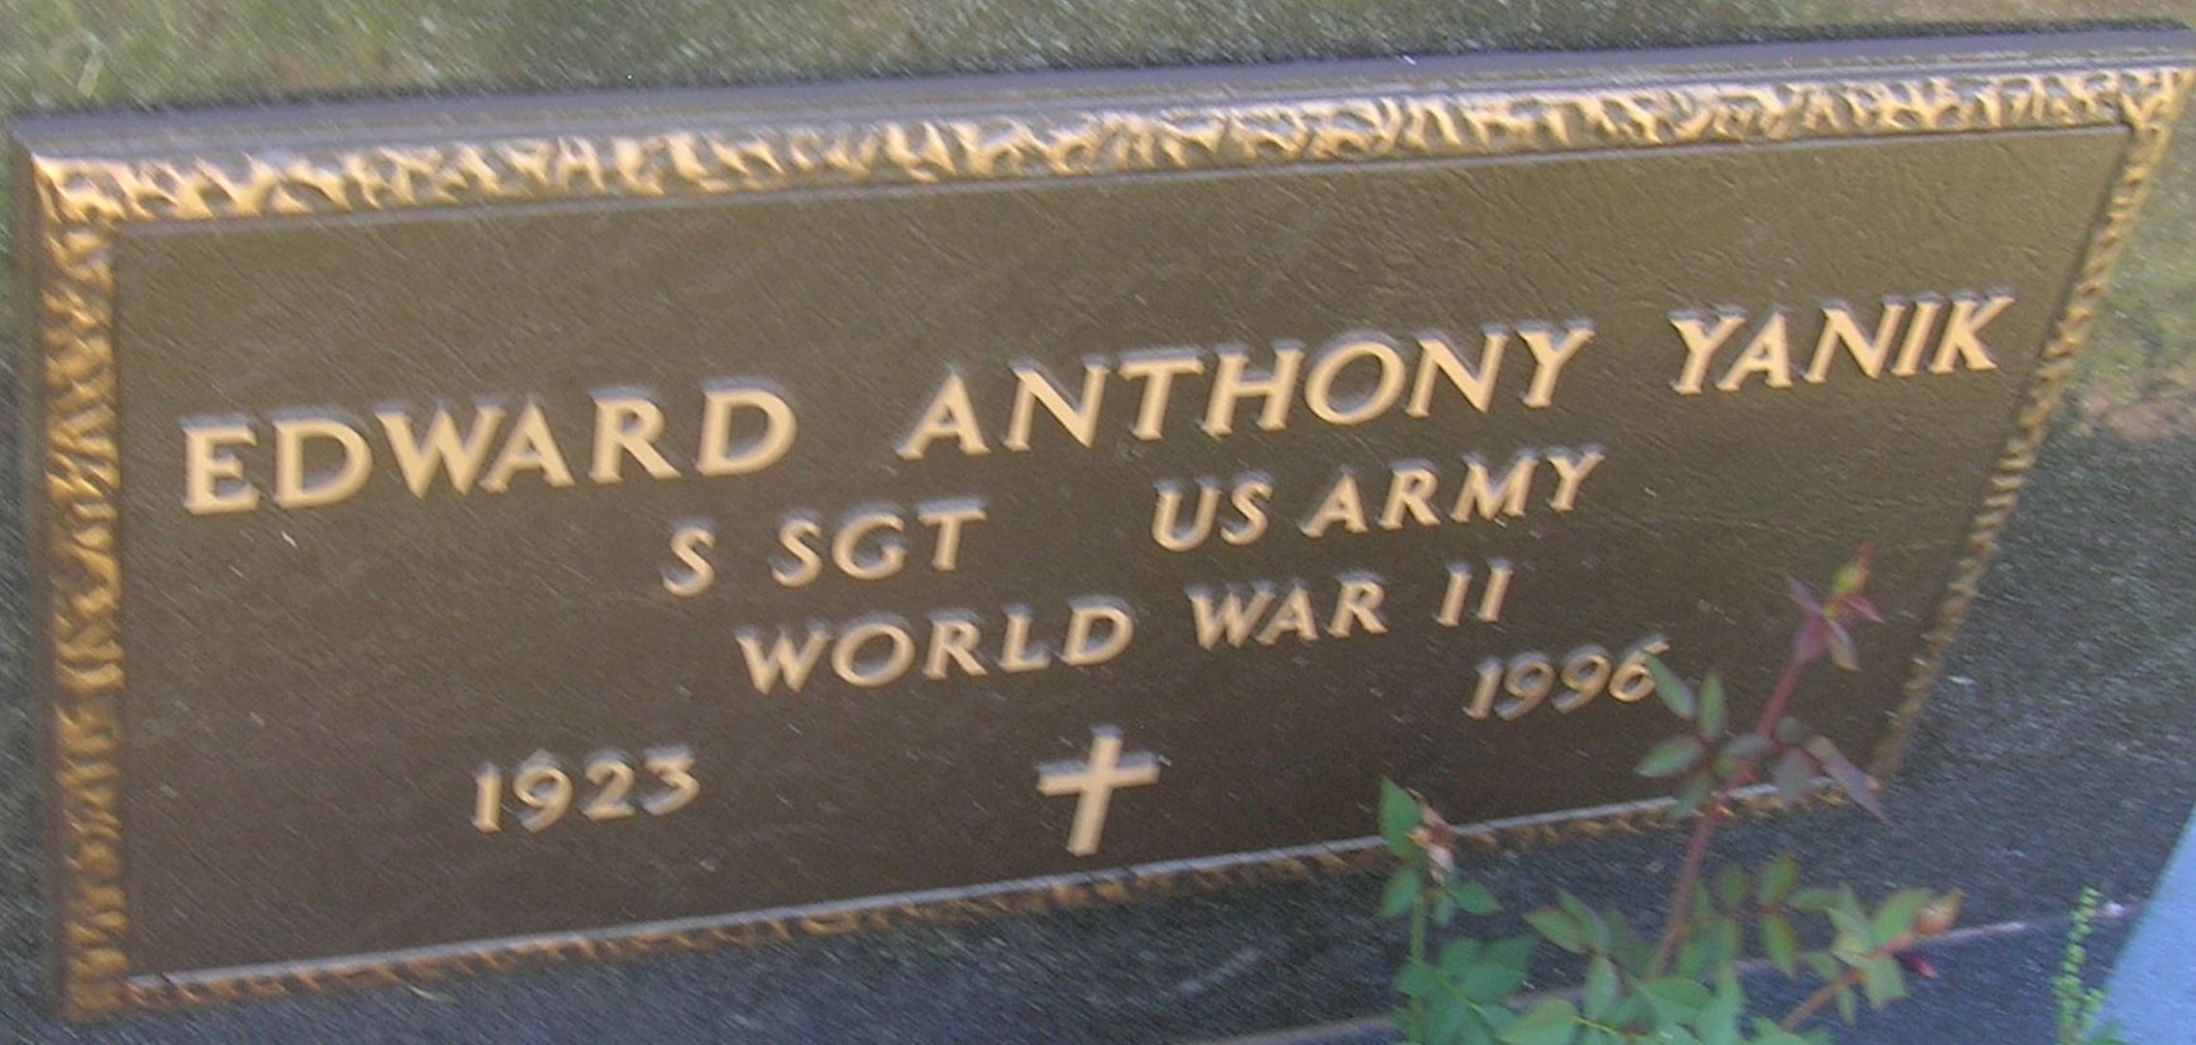 EDWARD ANTHONY YANIK
S SGT US ARMY
WORLD WAR II
1923 1996